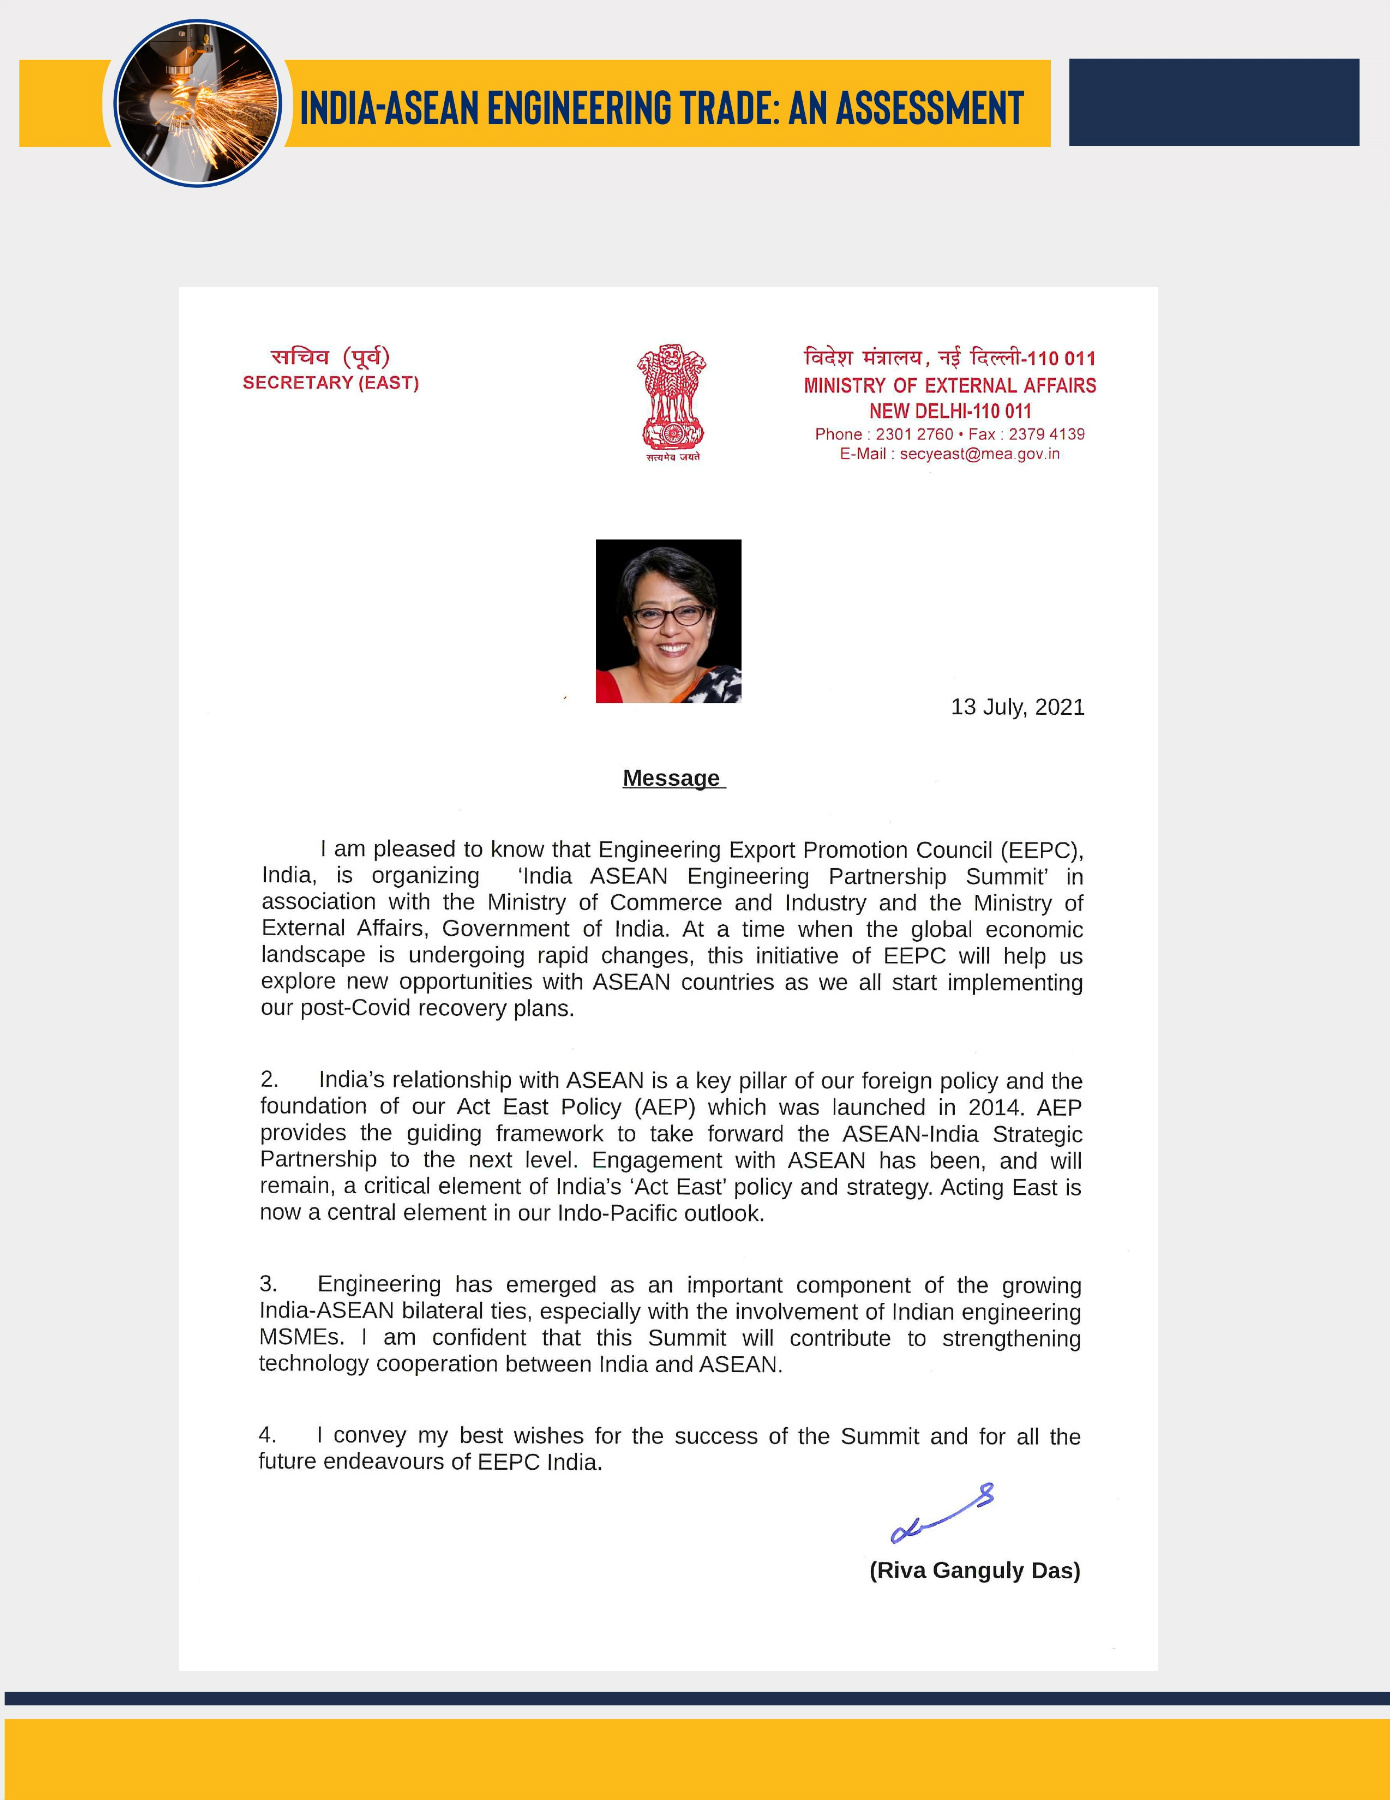 INDIA-ASEAN ENGINEERING TRADE: AN ASSESSMENT
सचिव (पूर्व)
SECRETARY (EAST)
सत्यमेव जयते
विदेश मंत्रालय, नई दिल्ली-110 011
MINISTRY OF EXTERNAL AFFAIRS
NEW DELHI-110 011
Phone : 2301 2760 • Fax : 2379 4139
E-Mail : secyeast@mea.gov.in
13 July, 2021
Message
I am pleased to know that Engineering Export Promotion Council (EEPC),
India, is organizing 'India ASEAN Engineering Partnership Summit' in
association with the Ministry of Commerce and Industry and the Ministry of
External Affairs, Government of India. At a time when the global economic
landscape is undergoing rapid changes, this initiative of EEPC will help us
explore new opportunities with ASEAN countries as we all start implementing
our post-Covid recovery plans.
2. India's relationship with ASEAN is a key pillar of our foreign policy and the
foundation of our Act East Policy (AEP) which was launched in 2014. AEP
provides the guiding framework to take forward the ASEAN-India Strategic
Partnership to the next level. Engagement with ASEAN has been, and will
remain, a critical element of India's 'Act East' policy and strategy. Acting East is
now a central element in our Indo-Pacific outlook.
3. Engineering has emerged as an important component of the growing
India-ASEAN bilateral ties, especially with the involvement of Indian engineering
MSMEs. I am confident that this Summit will contribute to strengthening
technology cooperation between India and ASEAN.
4. I convey my best wishes for the success of the Summit and for all the
future endeavours of EEPC India.
(Riva Ganguly Das)